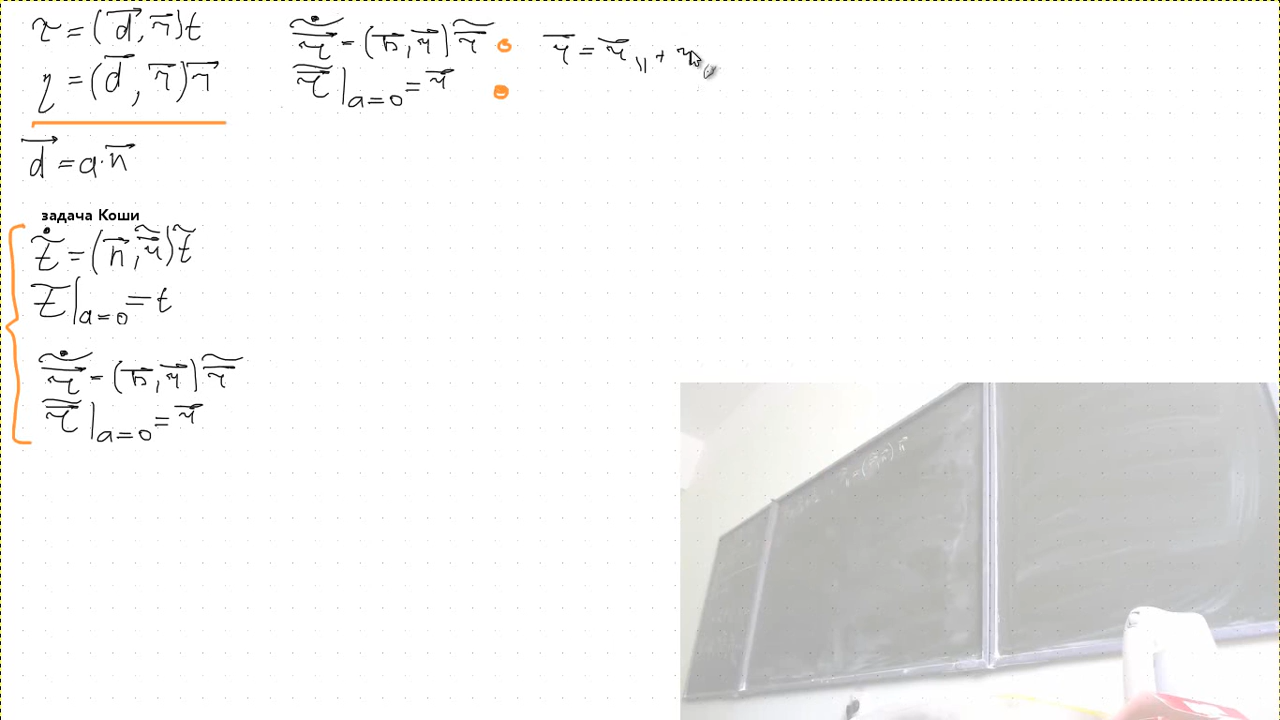 τ = (d⃗, r⃗)t
η = (d⃗, r⃗)r⃗
d⃗ = a·n⃗
задача Коши
ṫ̃ = (n⃗, r̃⃗)t̃
t̃|a=0 = t
ṙ̃⃗ = (n⃗, r⃗)r̃⃗
r̃⃗|a=0 = r⃗
ṙ̃⃗ = (n⃗, r⃗)r̃⃗
r̃⃗|a=0 = r⃗
r⃗ = r⃗|| +